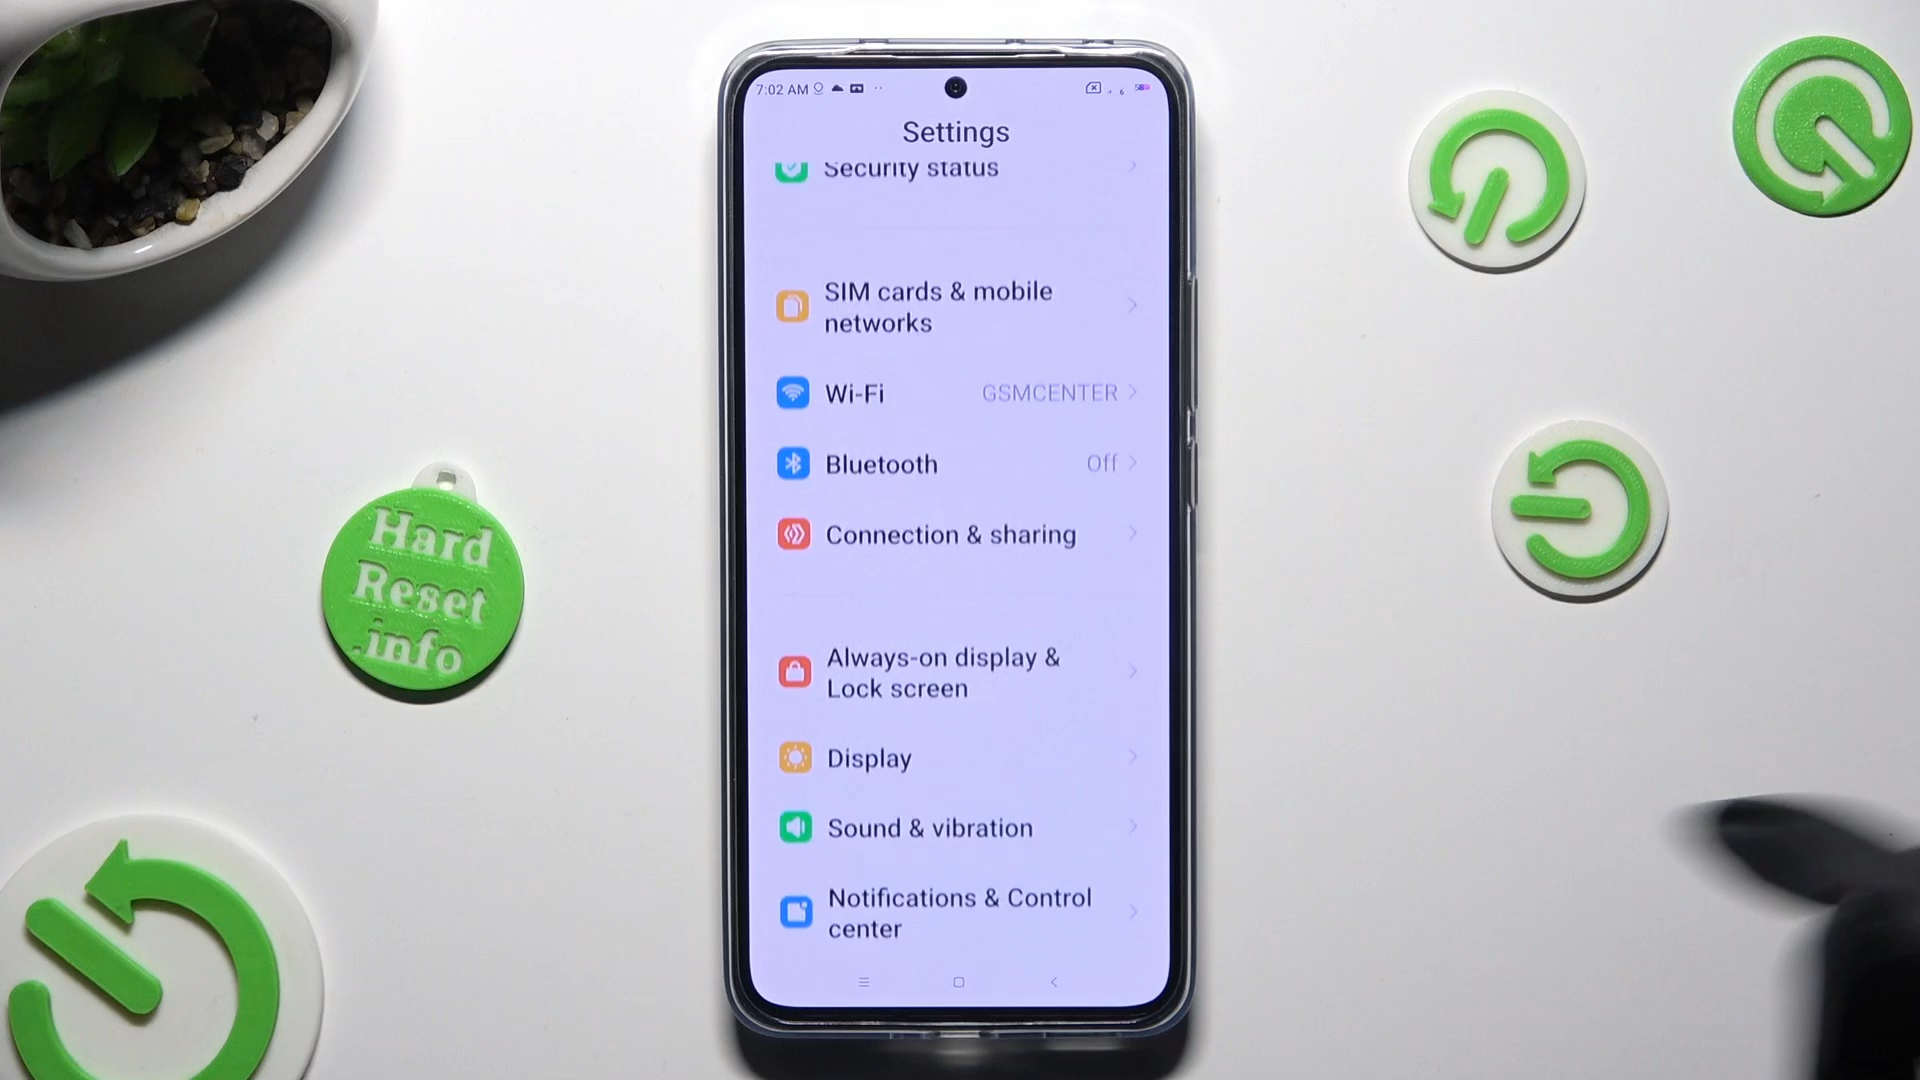 7:02 AM
58
Settings
Security status
SIM cards & mobile
networks
Wi-Fi
GSMCENTER
Bluetooth
Off
Connection & sharing
Always-on display &
Lock screen
Display
Sound & vibration
Notifications & Control
center
Hard
Reset
.info